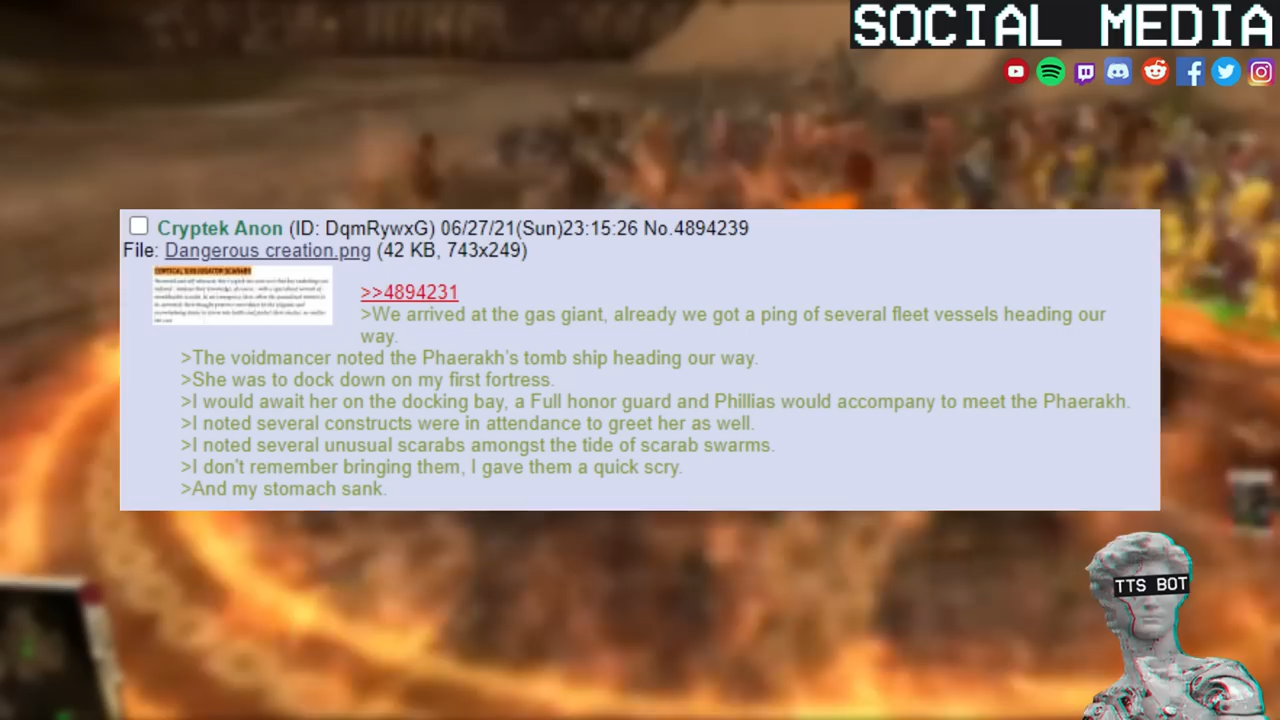 SOCIAL MEDIA
Cryptek Anon (ID: DqmRywxG) 06/27/21(Sun)23:15:26 No.4894239
File: Dangerous creation.png (42 KB, 743x249)
>>4894231
>We arrived at the gas giant, already we got a ping of several fleet vessels heading our
way.
>The voidmancer noted the Phaerakh's tomb ship heading our way.
>She was to dock down on my first fortress.
>I would await her on the docking bay, a Full honor guard and Phillias would accompany to meet the Phaerakh.
>I noted several constructs were in attendance to greet her as well.
>I noted several unusual scarabs amongst the tide of scarab swarms.
>I don't remember bringing them, I gave them a quick scry.
>And my stomach sank.
TTS BOT